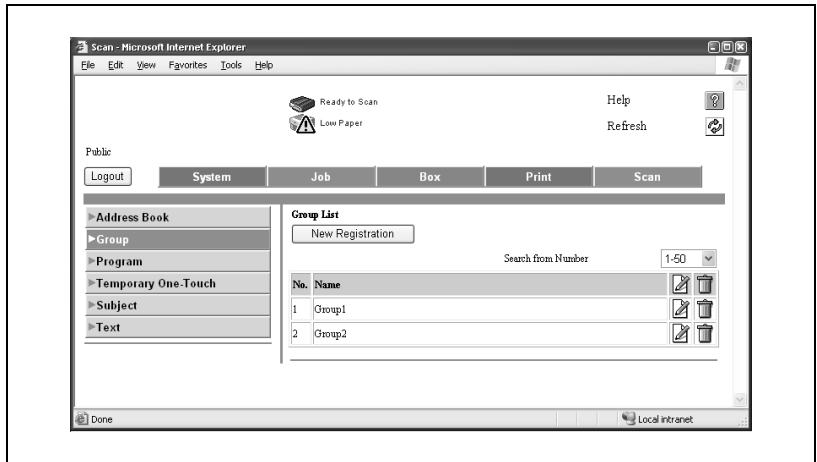 Scan - Microsoft Internet Explorer
File Edit View Favorites Tools Help
Ready to Scan
Low Paper
Help
Refresh
Public
Logout System Job Box Print Scan
Address Book
Group
Program
Temporary One-Touch
Subject
Text
Group List
New Registration
Search from Number 1-50
No. Name
1 Group1
2 Group2
Done Local intranet